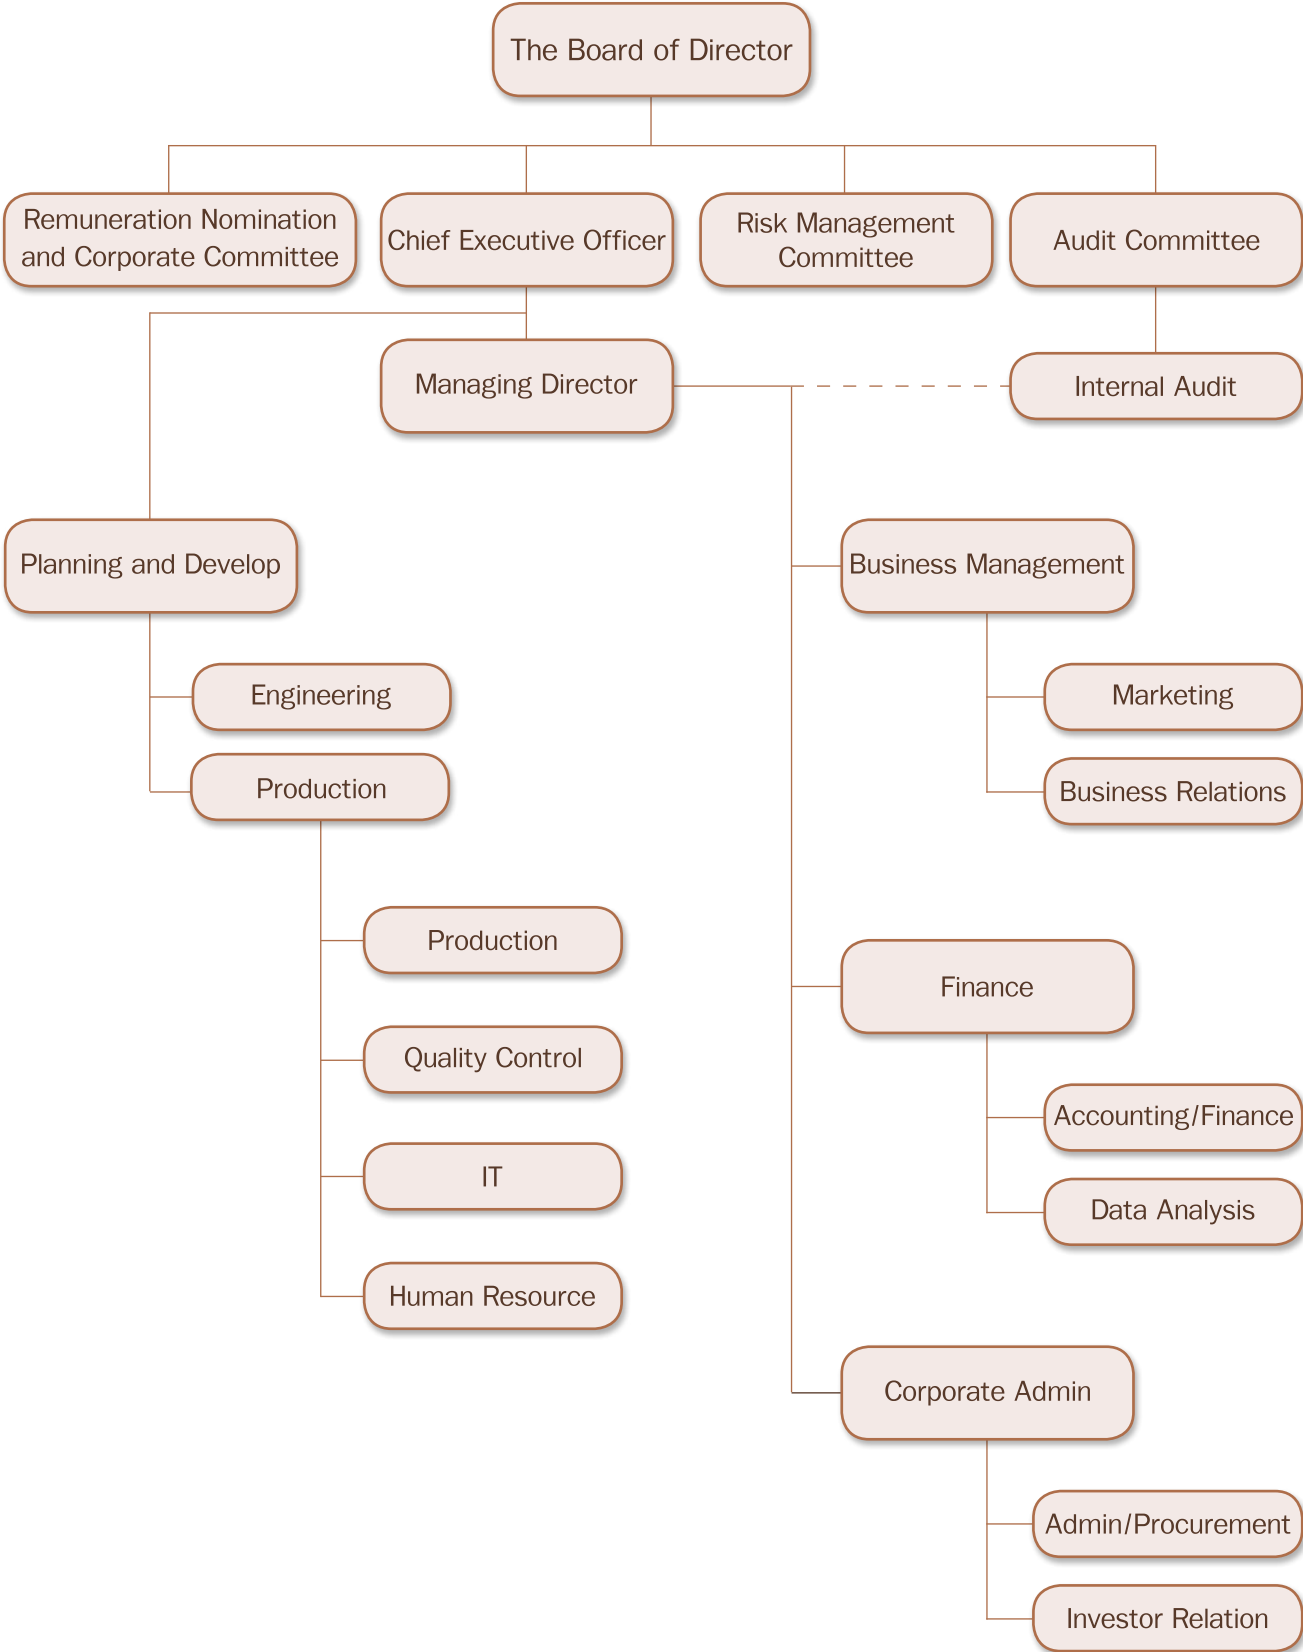 The Board of Director
Remuneration Nomination
and Corporate Committee
Chief Executive Officer
Risk Management
Committee
Audit Committee
Managing Director
Internal Audit
Planning and Develop
Business Management
Engineering
Marketing
Production
Business Relations
Production
Finance
Quality Control
Accounting/Finance
IT
Data Analysis
Human Resource
Corporate Admin
Admin/Procurement
Investor Relation